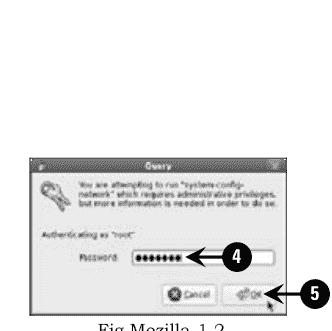 Query
You are attempting to run "system-config-
network" which requires administrative privileges,
but more information is needed in order to do so.
Authenticating as "root"
Password:
4
Cancel
OK
5
Fig Mozilla 1.2